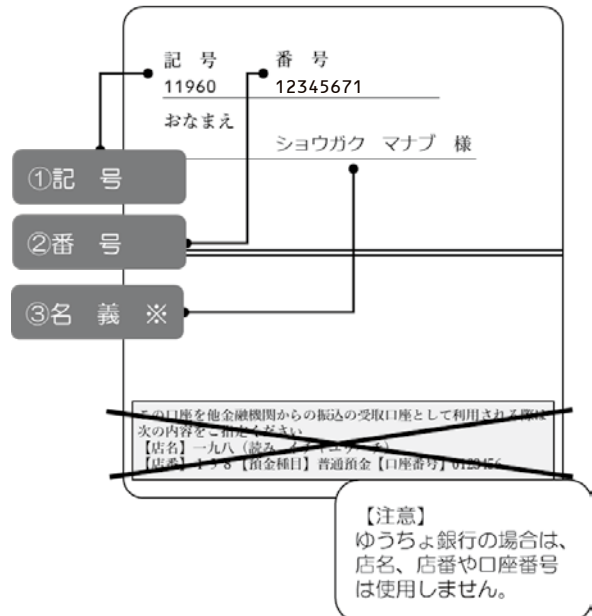 記 号 番 号
11960 12345671
おなまえ
ショウガク マナブ 様
①記 号
②番 号
③名 義 ※
この口座を他金融機関からの振込の受取口座として利用される際は
次の内容をご指定ください
【店名】一九八（読み
【店番】198【預金種目】普通預金【口座番号】0123456
【注意】
ゆうちょ銀行の場合は、
店名、店番や口座番号
は使用しません。